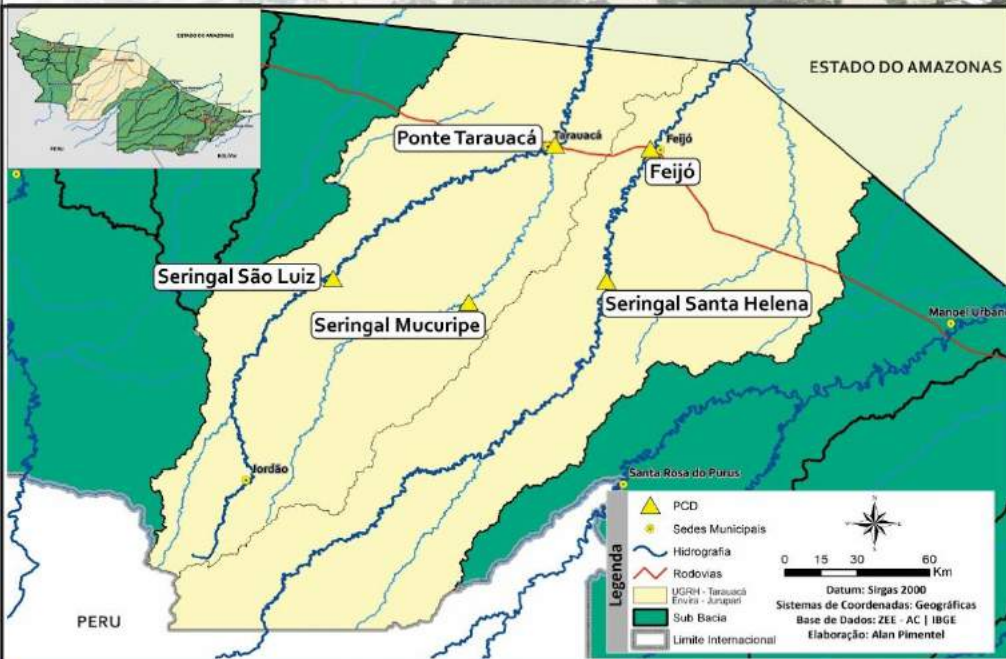 ESTADO DO AMAZONAS
PERU
BOLIVIA
ESTADO DO AMAZONAS
Ponte Tarauacá
Tarauacá
Feijó
Feijó
Seringal São Luiz
Seringal Mucuripe
Seringal Santa Helena
Manoel Urbano
Jordão
Santa Rosa do Purus
PERU
Legenda
PCD
Sedes Municipais
Hidrografia
Rodovias
UGRH - Tarauacá
Envira - Jurupari
Sub Bacia
Limite Internacional
N
0 15 30 60
Km
Datum: Sirgas 2000
Sistemas de Coordenadas: Geográficas
Base de Dados: ZEE - AC | IBGE
Elaboração: Alan Pimentel